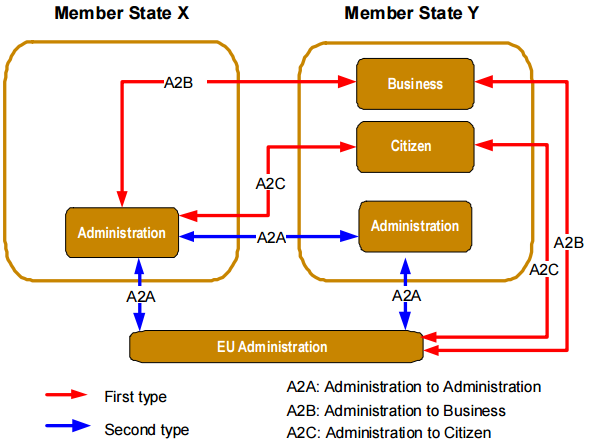 Member State X
Member State Y
A2B
Business
Citizen
A2C
Administration
A2A
Administration
A2B
A2C
A2A
A2A
EU Administration
First type
Second type
A2A: Administration to Administration
A2B: Administration to Business
A2C: Administration to Citizen